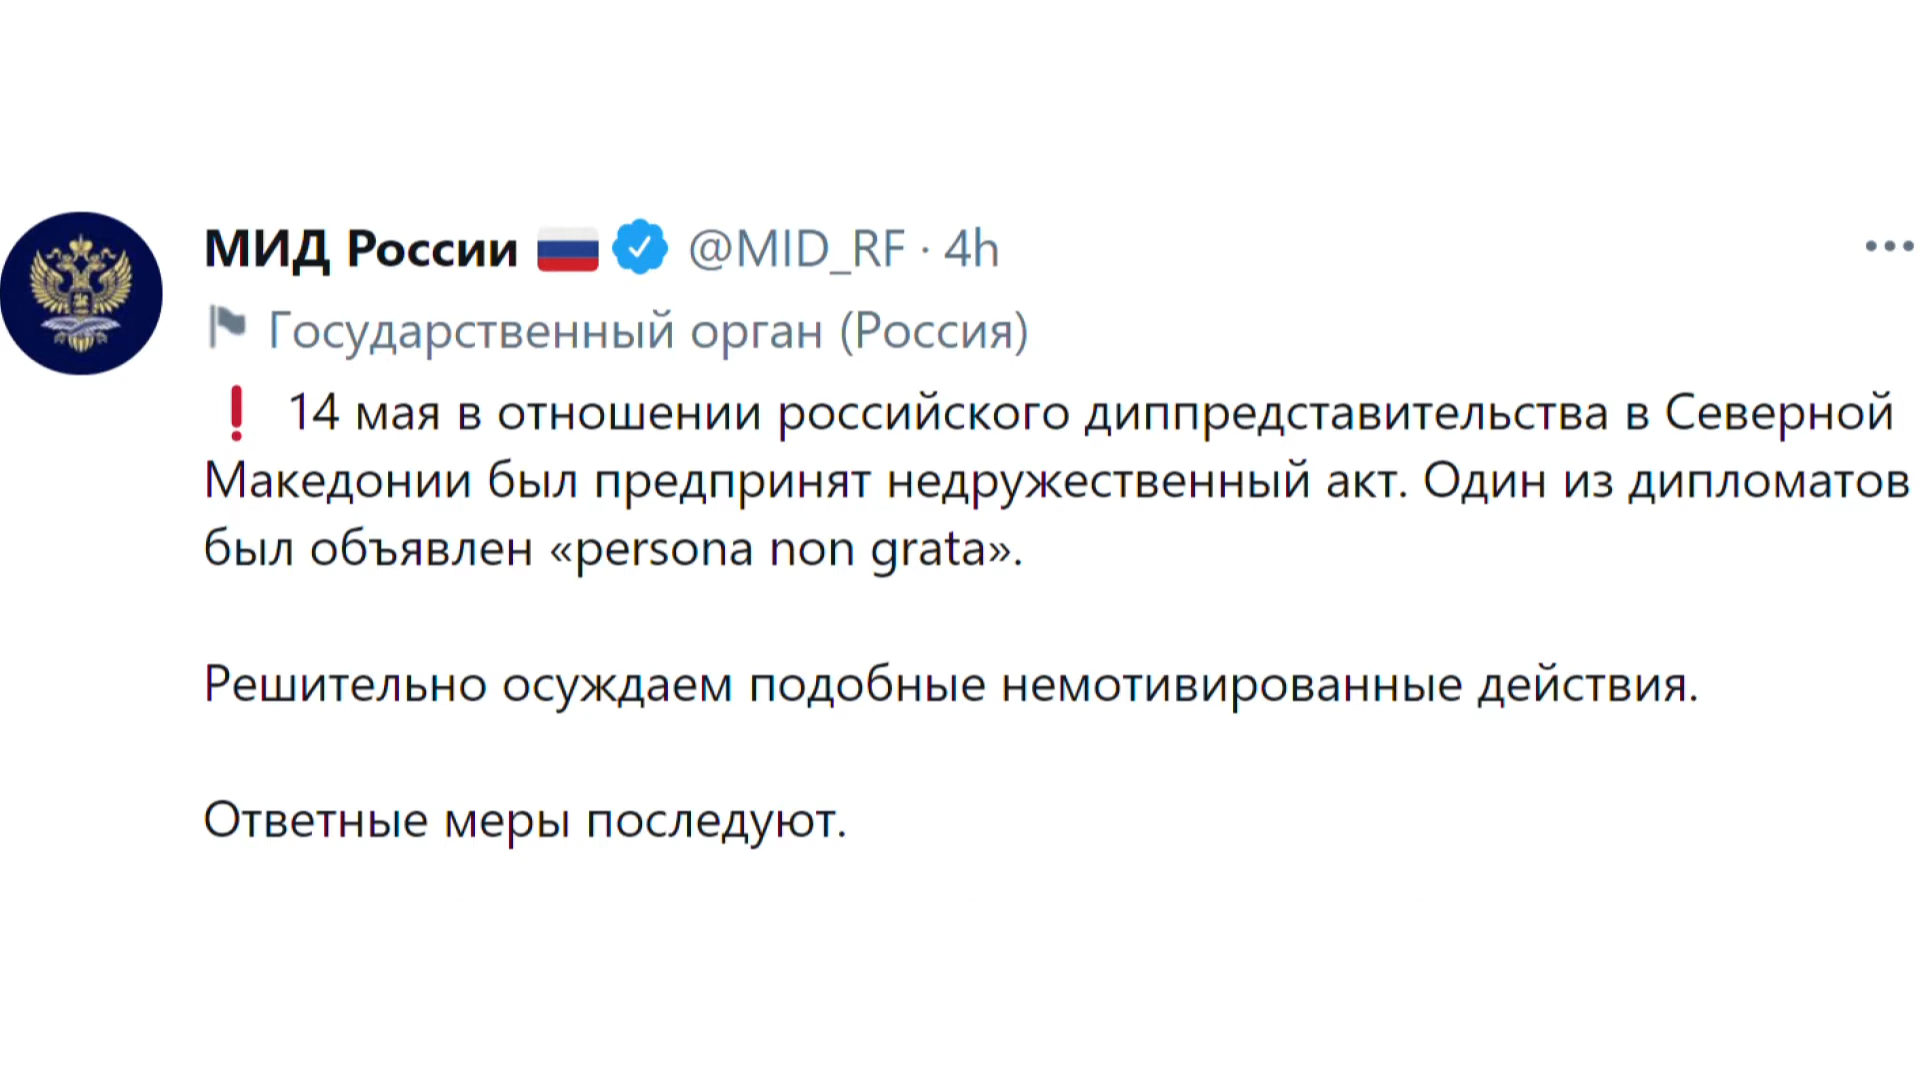 МИД России @MID_RF · 4h
Государственный орган (Россия)
❗ 14 мая в отношении российского диппредставительства в Северной
Македонии был предпринят недружественный акт. Один из дипломатов
был объявлен «persona non grata».
Решительно осуждаем подобные немотивированные действия.
Ответные меры последуют.